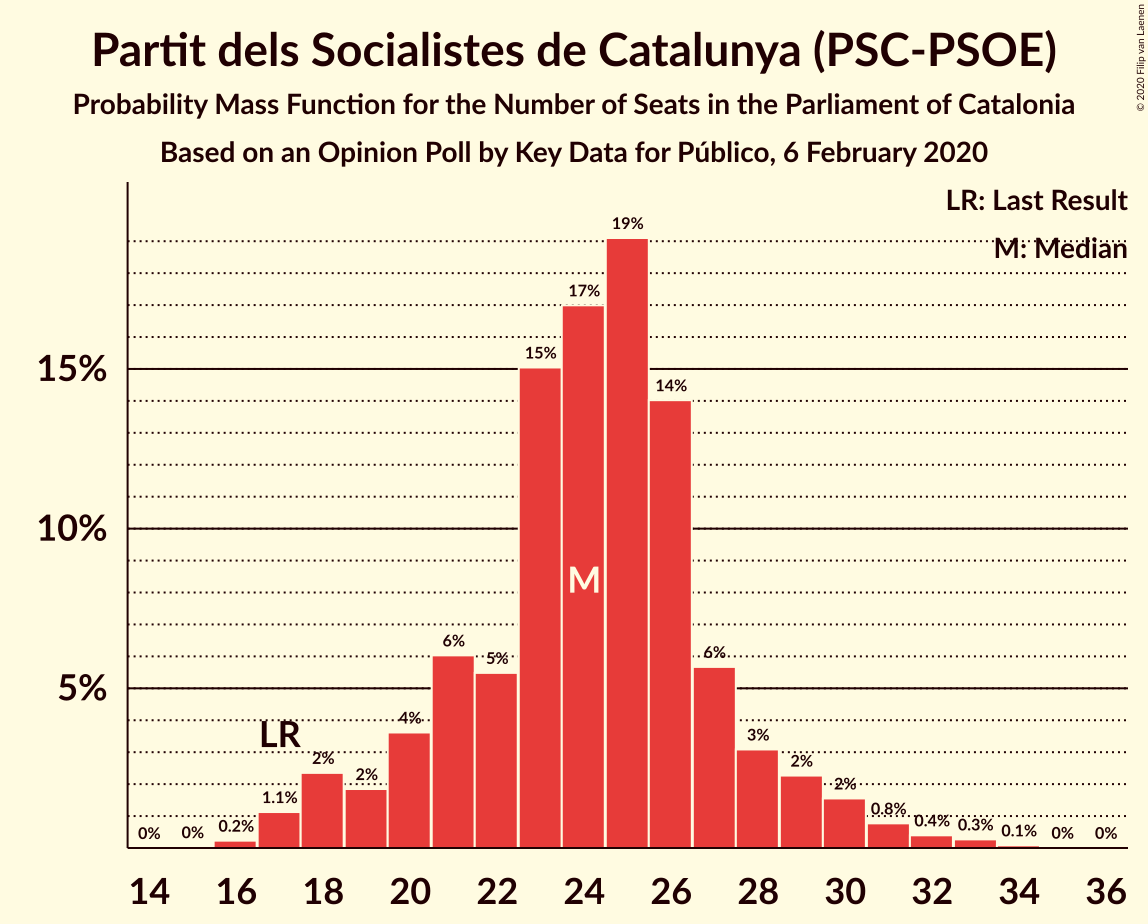 Partit dels Socialistes de Catalunya (PSC-PSOE)
Probability Mass Function for the Number of Seats in the Parliament of Catalonia
Based on an Opinion Poll by Key Data for Público, 6 February 2020
© 2020 Filip van Laenen
LR: Last Result
M: Median
15%
10%
5%
0%
0%
0.2%
1.1%
LR
2%
2%
4%
6%
5%
15%
17%
M
19%
14%
6%
3%
2%
2%
0.8%
0.4%
0.3%
0.1%
0%
0%
14 16 18 20 22 24 26 28 30 32 34 36